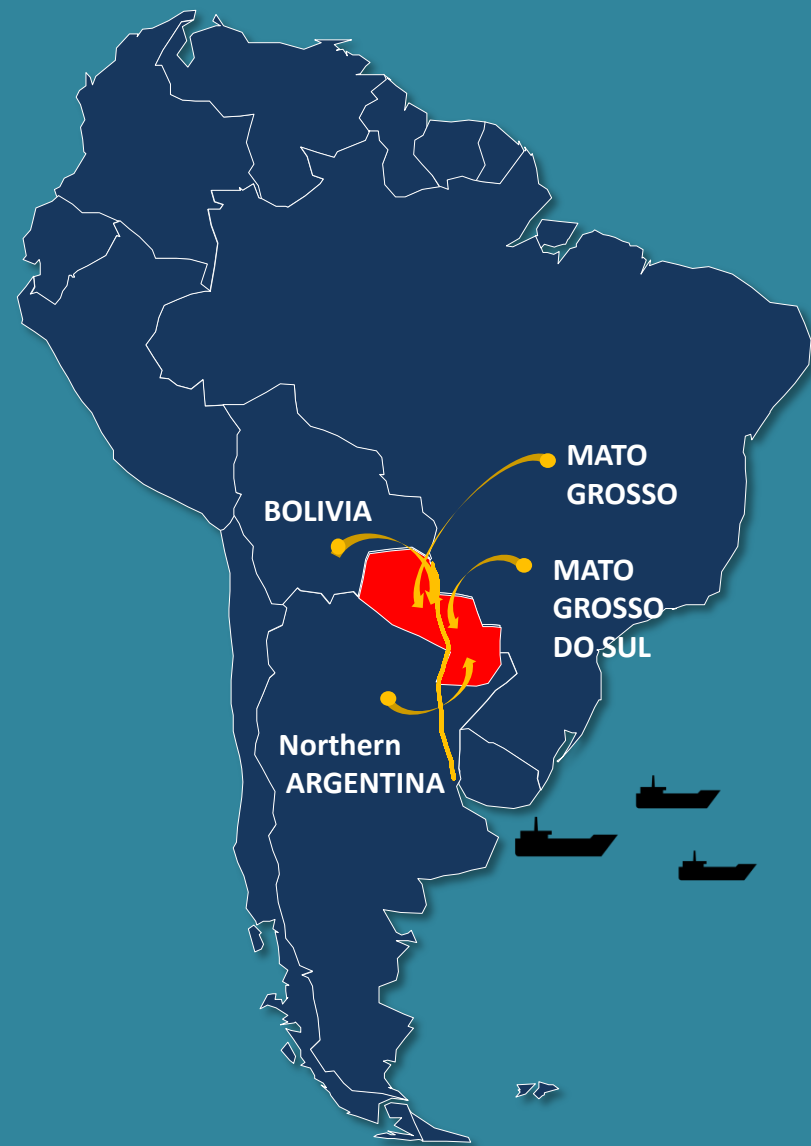 MATO
GROSSO
BOLIVIA
MATO
GROSSO
DO SUL
Northern
ARGENTINA